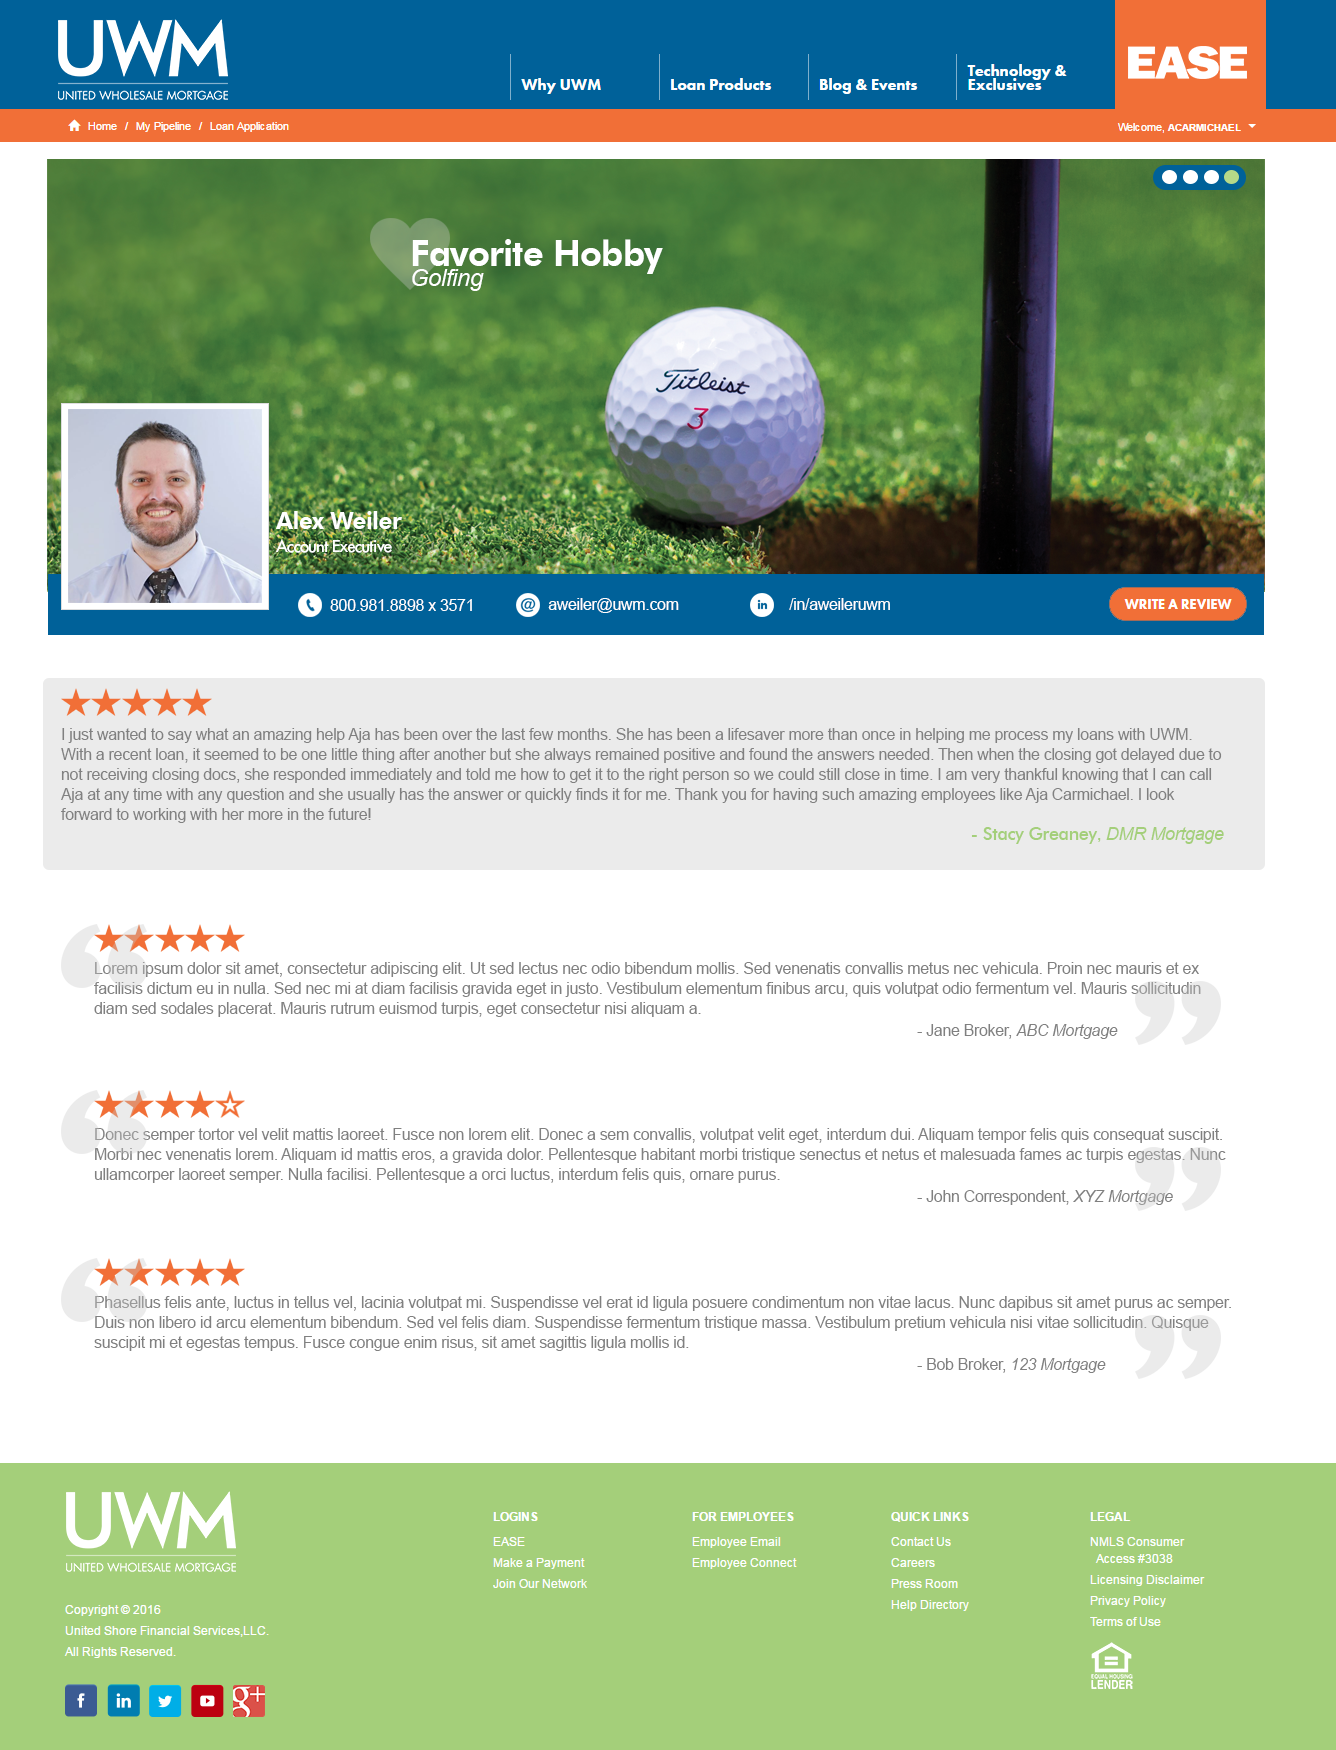 UWM
UNITED WHOLESALE MORTGAGE
Why UWM
Loan Products
Blog & Events
Technology &
Exclusives
EASE
Home / My Pipeline / Loan Application
Welcome, ACARMICHAEL
Favorite Hobby
Golfing
Titleist
3
Alex Weiler
Account Executive
800.981.8898 x 3571
@ aweiler@uwm.com
in /in/aweileruwm
WRITE A REVIEW
I just wanted to say what an amazing help Aja has been over the last few months. She has been a lifesaver more than once in helping me process my loans with UWM.
With a recent loan, it seemed to be one little thing after another but she always remained positive and found the answers needed. Then when the closing got delayed due to
not receiving closing docs, she responded immediately and told me how to get it to the right person so we could still close in time. I am very thankful knowing that I can call
Aja at any time with any question and she usually has the answer or quickly finds it for me. Thank you for having such amazing employees like Aja Carmichael. I look
forward to working with her more in the future!
- Stacy Greaney, DMR Mortgage
“
Lorem ipsum dolor sit amet, consectetur adipiscing elit. Ut sed lectus nec odio bibendum mollis. Sed venenatis convallis metus nec vehicula. Proin nec mauris et ex
facilisis dictum eu in nulla. Sed nec mi at diam facilisis gravida eget in justo. Vestibulum elementum finibus arcu, quis volutpat odio fermentum vel. Mauris sollicitudin
diam sed sodales placerat. Mauris rutrum euismod turpis, eget consectetur nisi aliquam a.
”
- Jane Broker, ABC Mortgage
“
Donec semper tortor vel velit mattis laoreet. Fusce non lorem elit. Donec a sem convallis, volutpat velit eget, interdum dui. Aliquam tempor felis quis consequat suscipit.
Morbi nec venenatis lorem. Aliquam id mattis eros, a gravida dolor. Pellentesque habitant morbi tristique senectus et netus et malesuada fames ac turpis egestas. Nunc
ullamcorper laoreet semper. Nulla facilisi. Pellentesque a orci luctus, interdum felis quis, ornare purus.
”
- John Correspondent, XYZ Mortgage
“
Phasellus felis ante, luctus in tellus vel, lacinia volutpat mi. Suspendisse vel erat id ligula posuere condimentum non vitae lacus. Nunc dapibus sit amet purus ac semper.
Duis non libero id arcu elementum bibendum. Sed vel felis diam. Suspendisse fermentum tristique massa. Vestibulum pretium vehicula nisi vitae sollicitudin. Quisque
suscipit mi et egestas tempus. Fusce congue enim risus, sit amet sagittis ligula mollis id.
”
- Bob Broker, 123 Mortgage
UWM
UNITED WHOLESALE MORTGAGE
Copyright © 2016
United Shore Financial Services,LLC.
All Rights Reserved.
f
in
g+
LOGINS
EASE
Make a Payment
Join Our Network
FOR EMPLOYEES
Employee Email
Employee Connect
QUICK LINKS
Contact Us
Careers
Press Room
Help Directory
LEGAL
NMLS Consumer
Access #3038
Licensing Disclaimer
Privacy Policy
Terms of Use
EQUAL HOUSING
LENDER